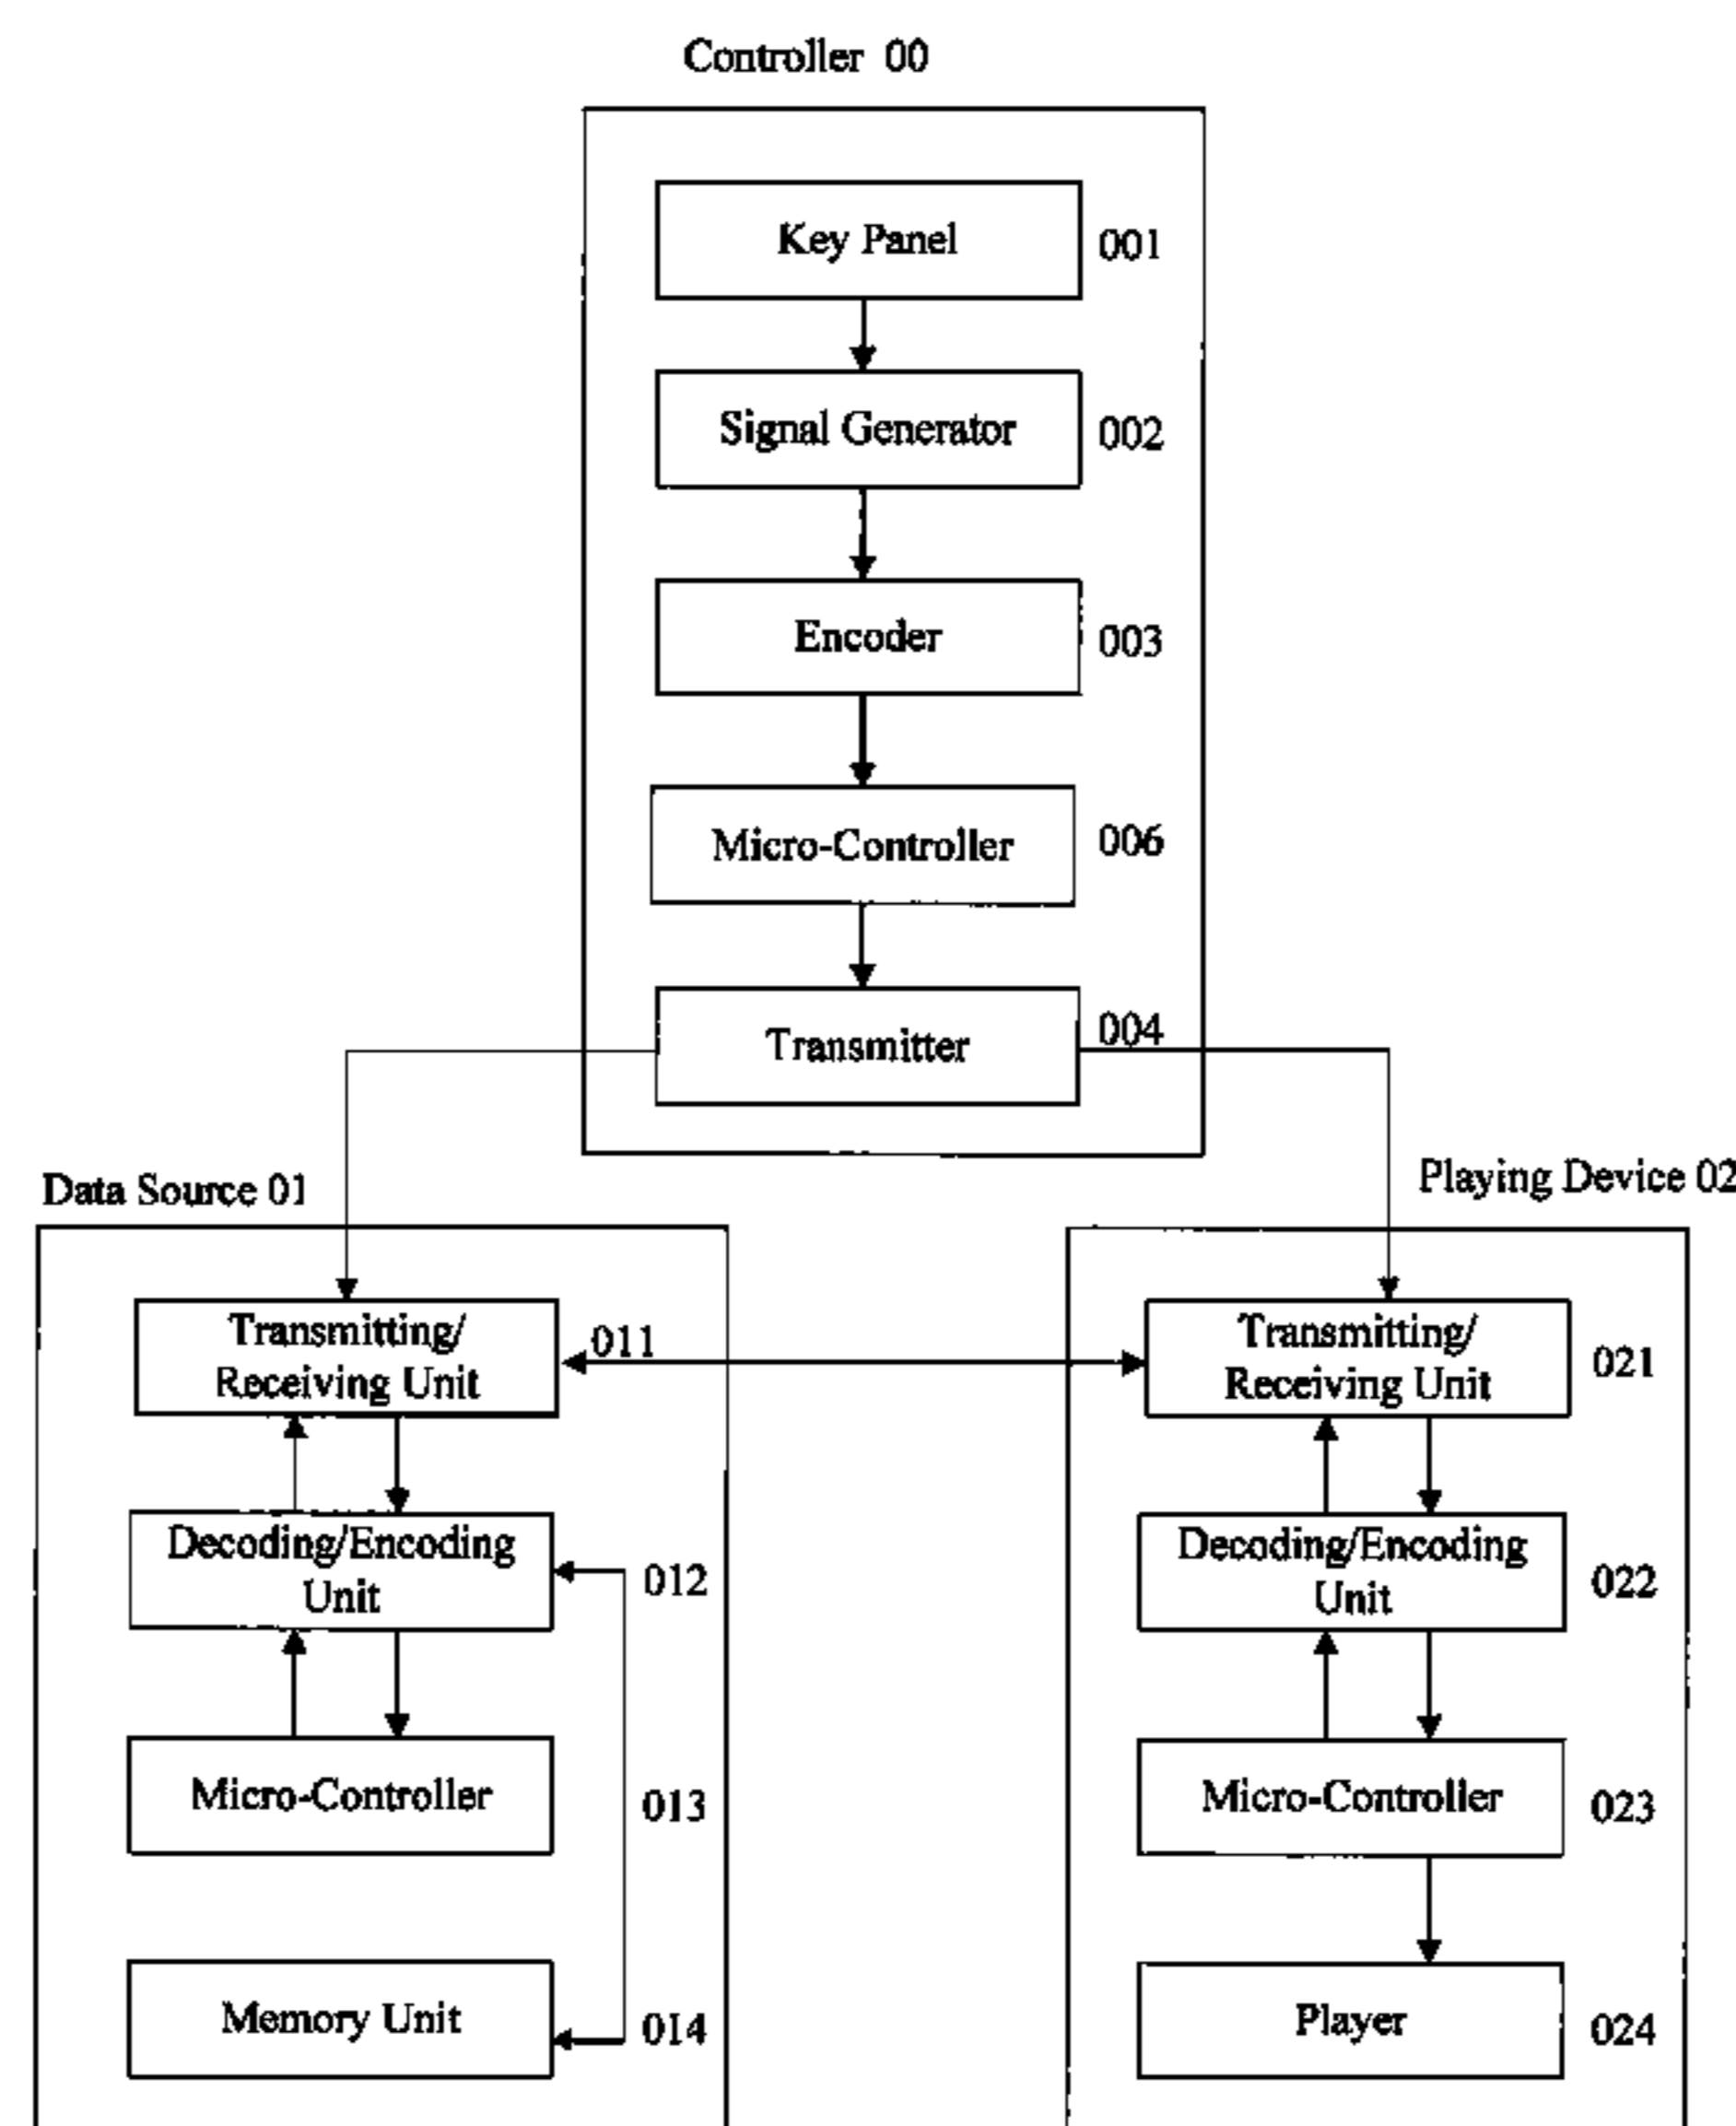 Controller 00
Key Panel 001
Signal Generator 002
Encoder 003
Micro-Controller 006
Transmitter 004
Data Source 01
Transmitting/
Receiving Unit
011
Decoding/Encoding
Unit
012
Micro-Controller 013
Memory Unit 014
Playing Device 02
Transmitting/
Receiving Unit
021
Decoding/Encoding
Unit
022
Micro-Controller 023
Player 024